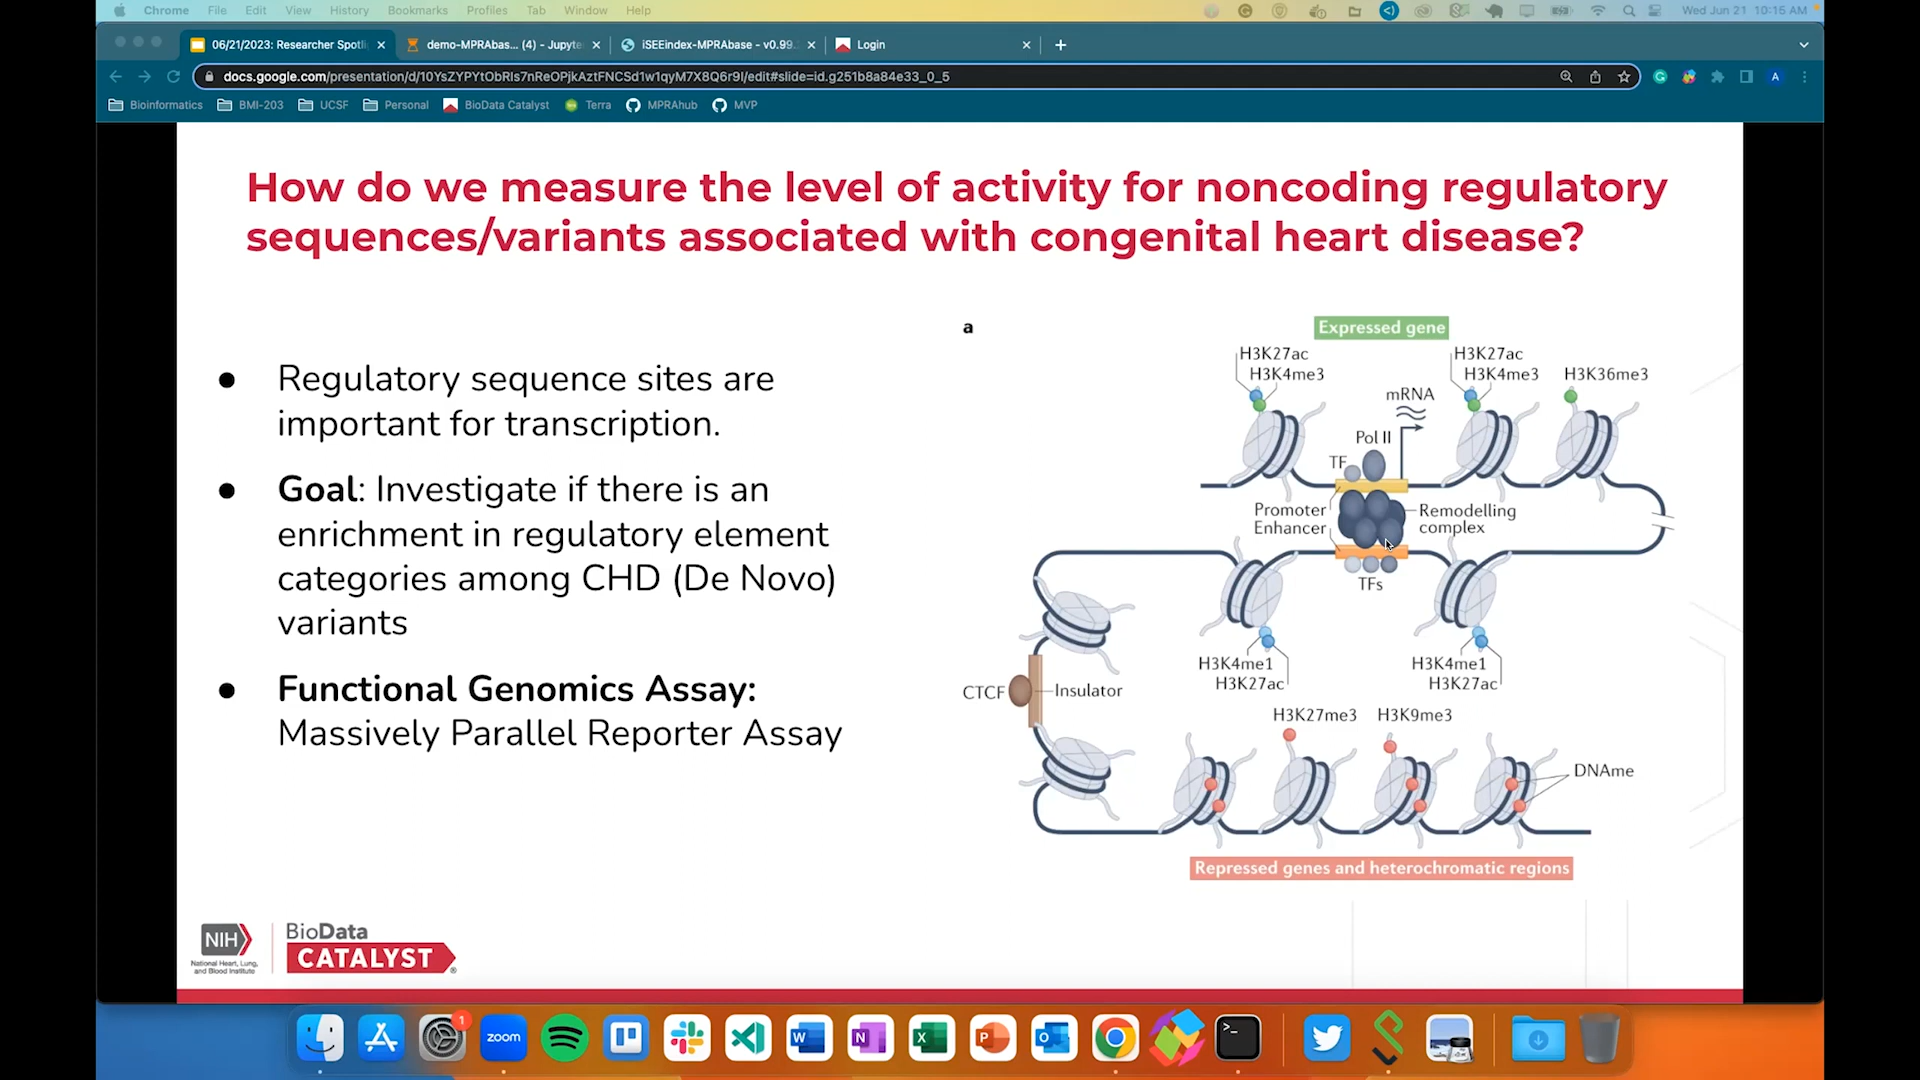 Chrome File Edit View History Bookmarks Profiles Tab Window Help Wed Jun 21 10:15 AM
06/21/2023: Researcher Spotli demo-MPRAbas... (4) - Jupyte iSEEindex-MPRAbase - v0.99. Login
docs.google.com/presentation/d/10YsZYPYtObRIs7nReOPjkAztFNCSd1w1qyM7X8Q6r9I/edit#slide=id.g251b8a84e33_0_5
A
Bioinformatics BMI-203 UCSF Personal BioData Catalyst Terra MPRAhub MVP
How do we measure the level of activity for noncoding regulatory
sequences/variants associated with congenital heart disease?
● Regulatory sequence sites are
important for transcription.
● Goal: Investigate if there is an
enrichment in regulatory element
categories among CHD (De Novo)
variants
● Functional Genomics Assay:
Massively Parallel Reporter Assay
a
Expressed gene
H3K27ac
H3K4me3
mRNA
H3K27ac
H3K4me3
H3K36me3
Pol II
TF
Promoter
Enhancer
Remodelling
complex
TFs
H3K4me1
H3K27ac
H3K4me1
H3K27ac
CTCF
Insulator
H3K27me3
H3K9me3
DNAme
Repressed genes and heterochromatic regions
NIH
National Heart, Lung,
and Blood Institute
BioData
CATALYST®
1
zoom
W
N
X
P
O
>_